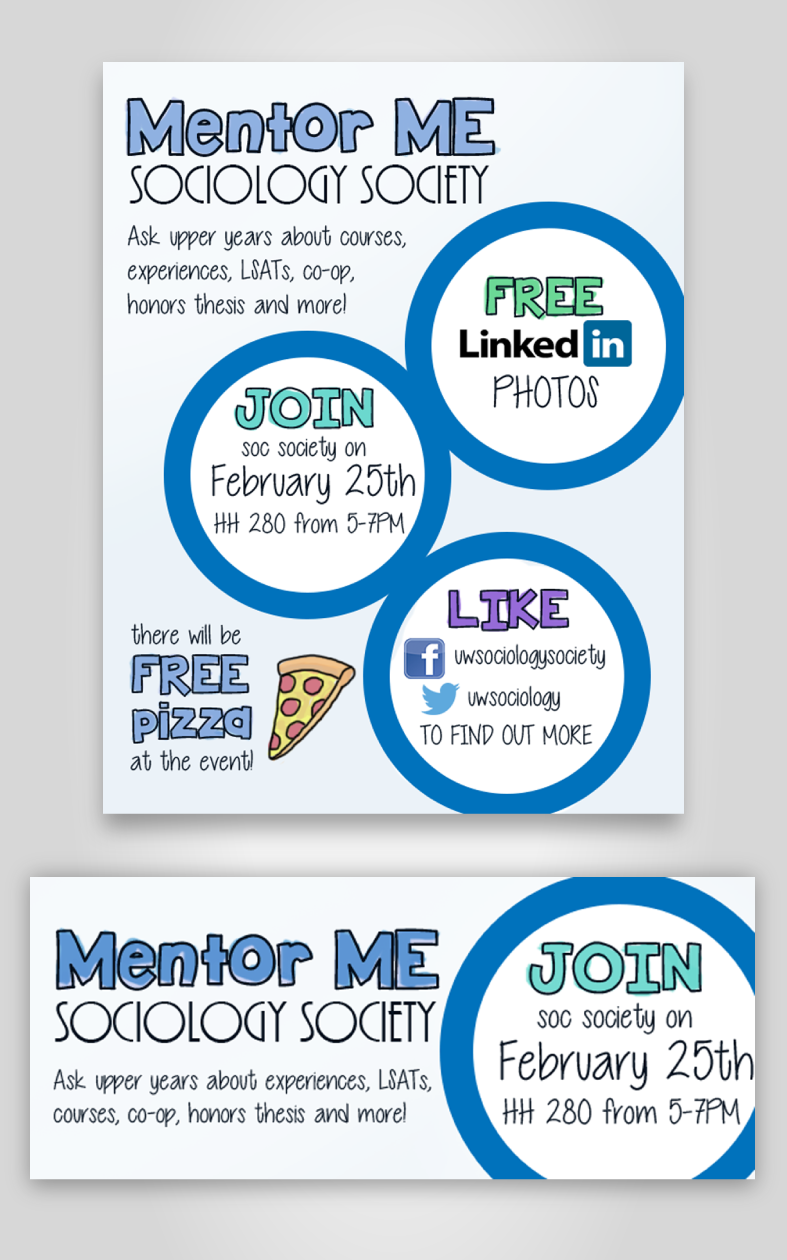 Mentor ME
SOCIOLOGY SOCIETY
Ask upper years about courses,
experiences, LSATs, co-op,
honors thesis and more!
FREE
Linked in
PHOTOS
JOIN
soc society on
February 25th
HH 280 from 5-7PM
LIKE
f uwsociologysociety
uwsociology
TO FIND OUT MORE
there will be
FREE
pizza
at the event!
Mentor ME
SOCIOLOGY SOCIETY
Ask upper years about experiences, LSATs,
courses, co-op, honors thesis and more!
JOIN
soc society on
February 25th
HH 280 from 5-7PM